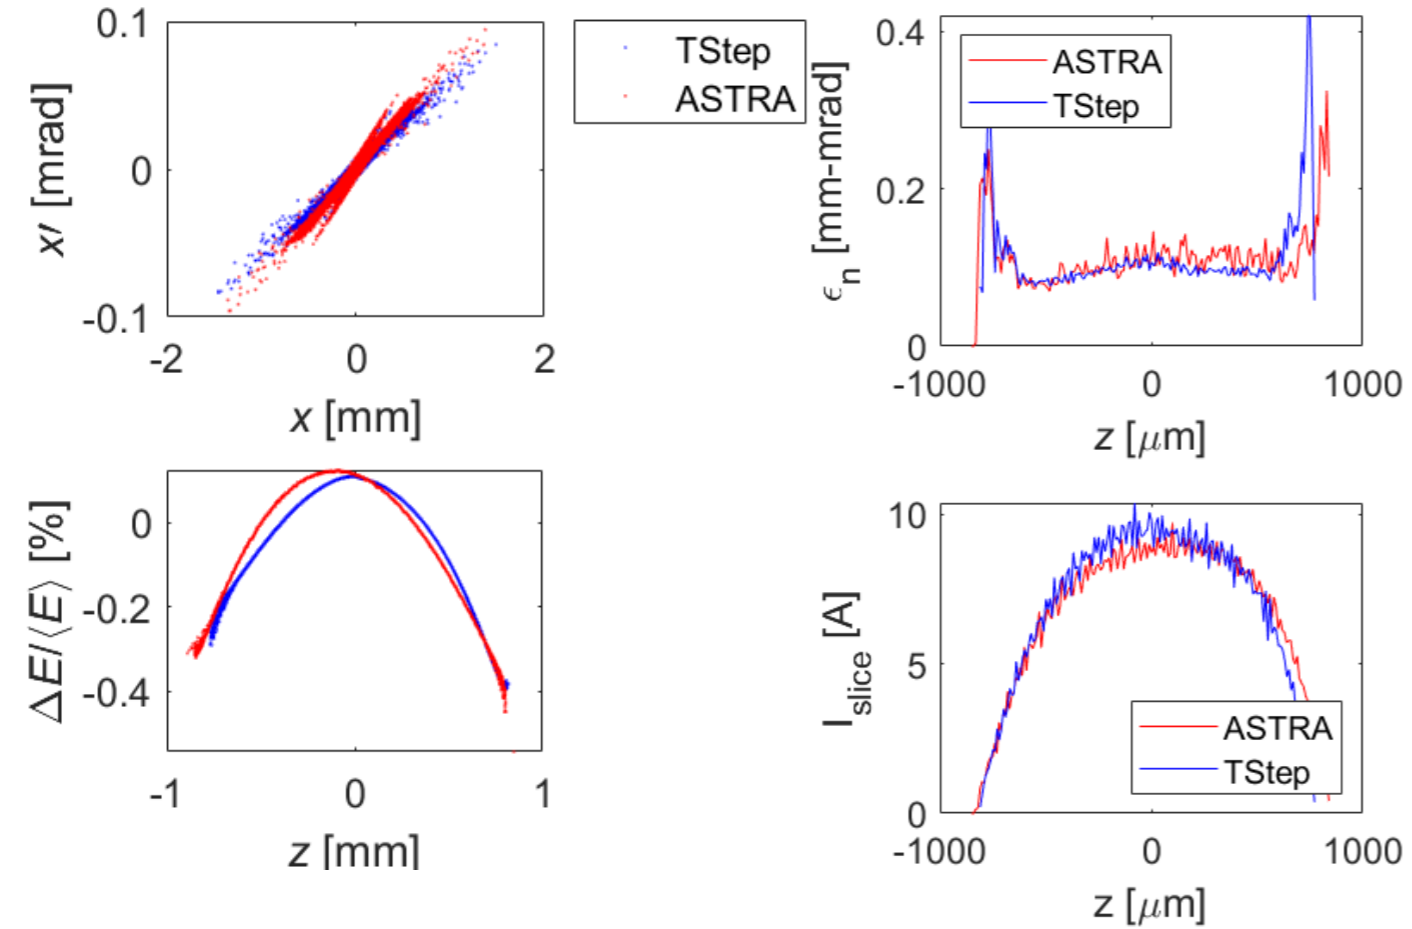 0.1
0
-0.1
x′ [mrad]
-2
0
2
x [mm]
TStep
ASTRA
0.4
0.2
0
ϵn [mm-mrad]
ASTRA
TStep
-1000
0
1000
z [μm]
0
-0.2
-0.4
ΔE/⟨E⟩ [%]
-1
0
1
z [mm]
10
5
0
Islice [A]
ASTRA
TStep
-1000
0
1000
z [μm]